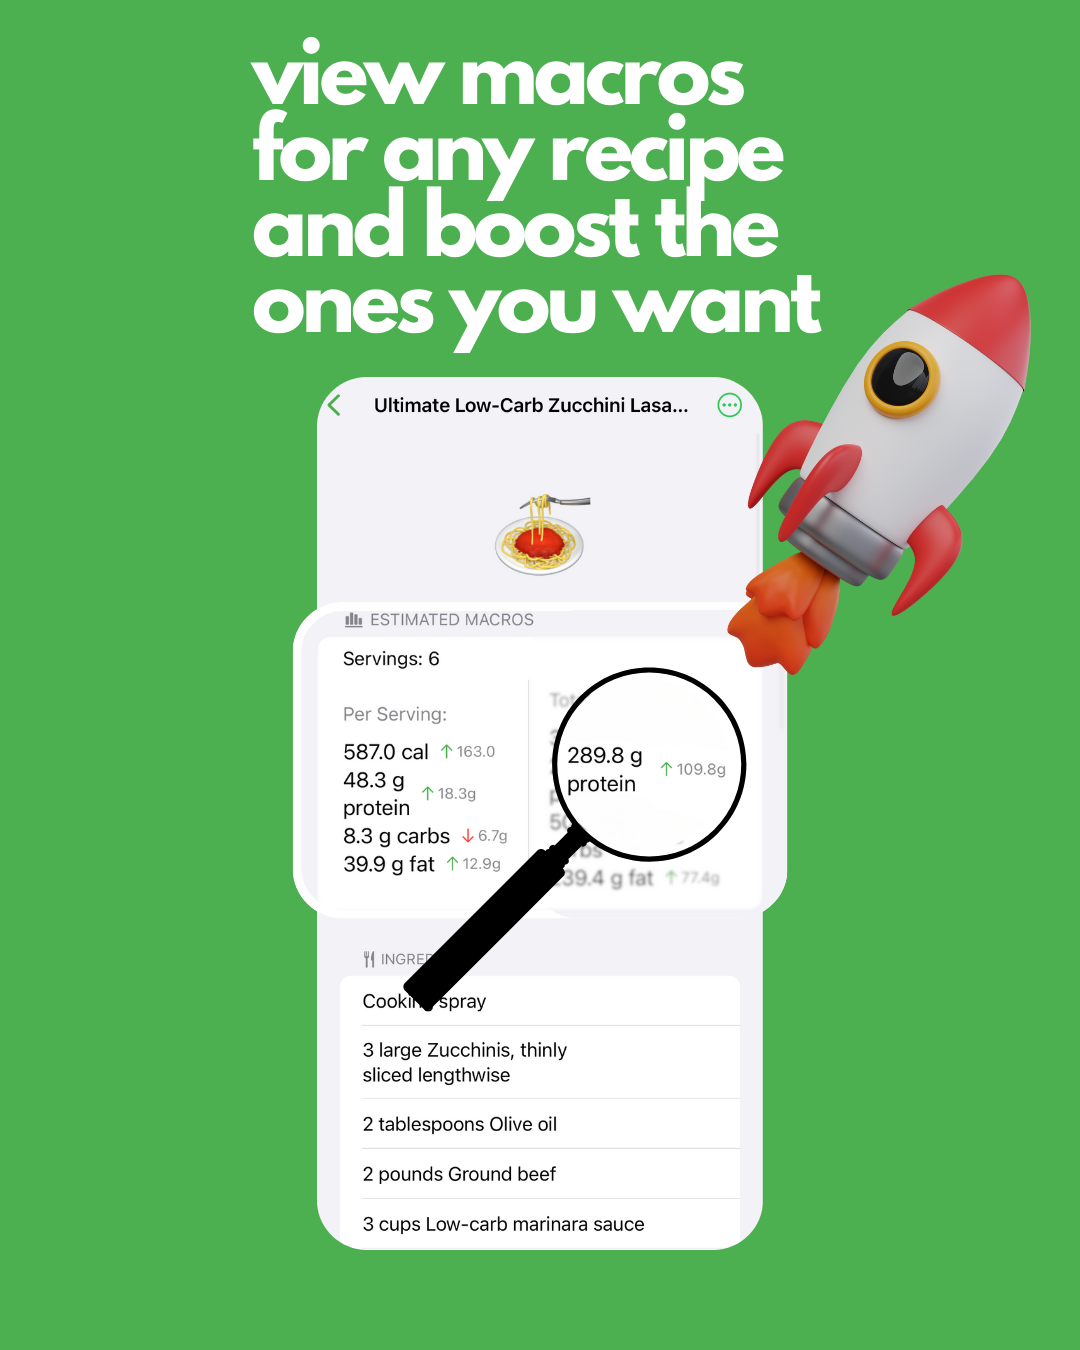 view macros
for any recipe
and boost the
ones you want
Ultimate Low-Carb Zucchini Lasa...
ESTIMATED MACROS
Servings: 6
Per Serving:
587.0 cal ↑ 163.0
48.3 g
protein ↑ 18.3g
8.3 g carbs ↓ 6.7g
39.9 g fat ↑ 12.9g
289.8 g
protein ↑ 109.8g
239.4 g fat ↑ 77.4g
Cooking spray
3 large Zucchinis, thinly
sliced lengthwise
2 tablespoons Olive oil
2 pounds Ground beef
3 cups Low-carb marinara sauce